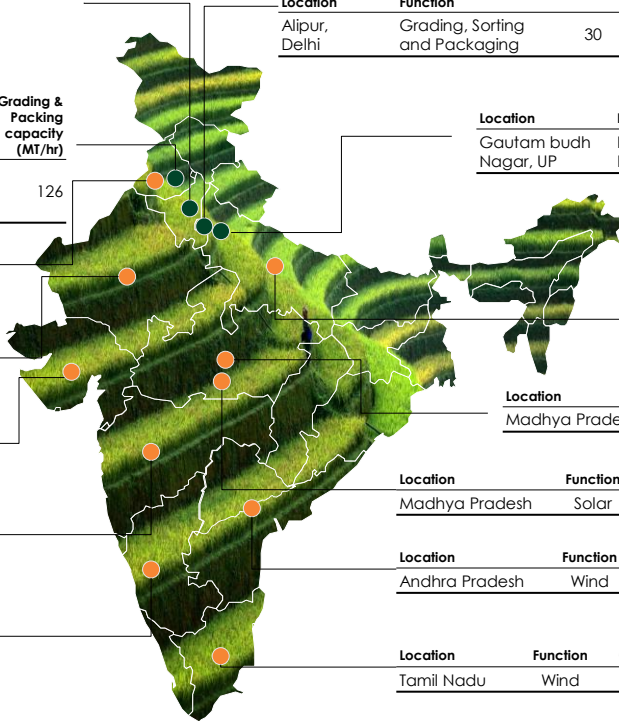 Location Function
Alipur, Grading, Sorting 30
Delhi and Packaging
Grading &
Packing
capacity
(MT/hr)
126
Location
Gautam budh
Nagar, UP
Location
Madhya Prade
Location Function
Madhya Pradesh Solar
Location Function
Andhra Pradesh Wind
Location Function
Tamil Nadu Wind